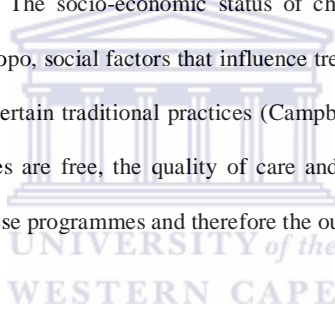 The socio-economic status of ch
opo, social factors that influence tre
ertain traditional practices (Campb
es are free, the quality of care and
se programmes and therefore the ou
UNIVERSITY of the
WESTERN CAPE